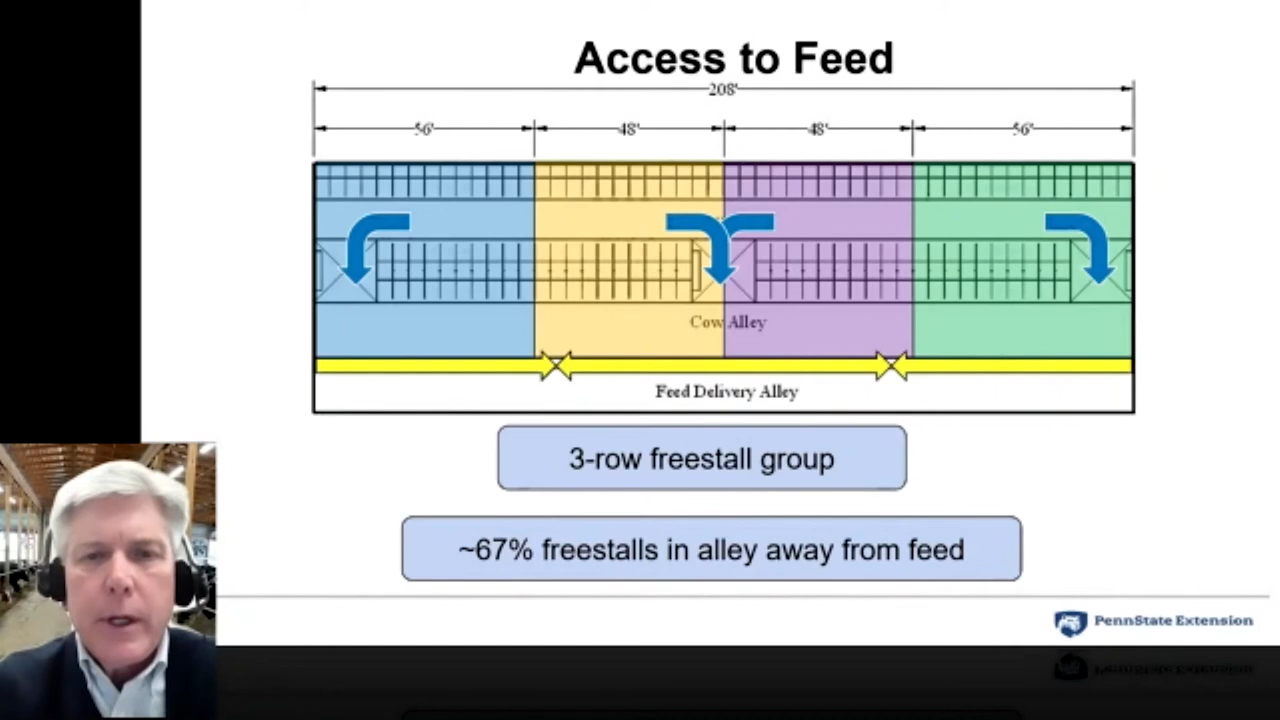 Access to Feed
208'
56' 48' 48' 56'
Cow Alley
Feed Delivery Alley
3-row freestall group
~67% freestalls in alley away from feed
PennState Extension